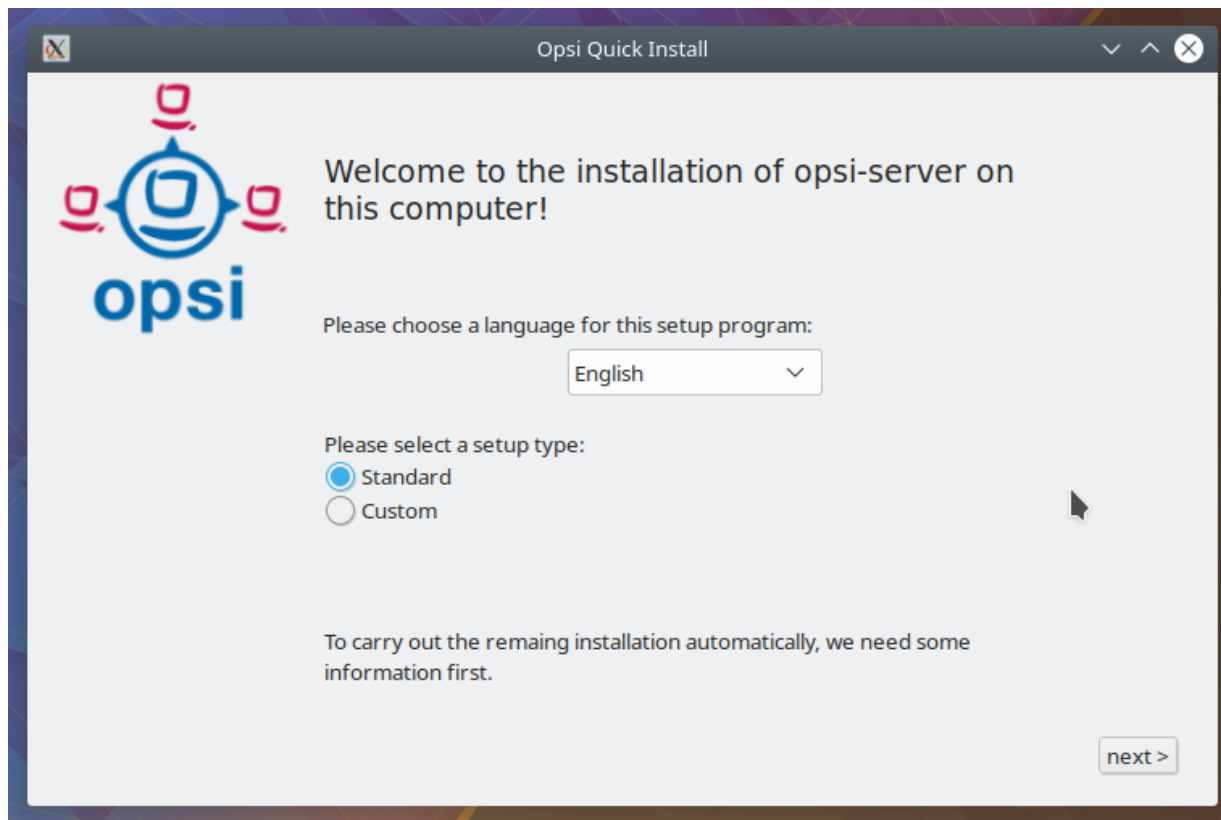 Opsi Quick Install
opsi
Welcome to the installation of opsi-server on
this computer!
Please choose a language for this setup program:
English
Please select a setup type:
Standard
Custom
To carry out the remaing installation automatically, we need some
information first.
next >